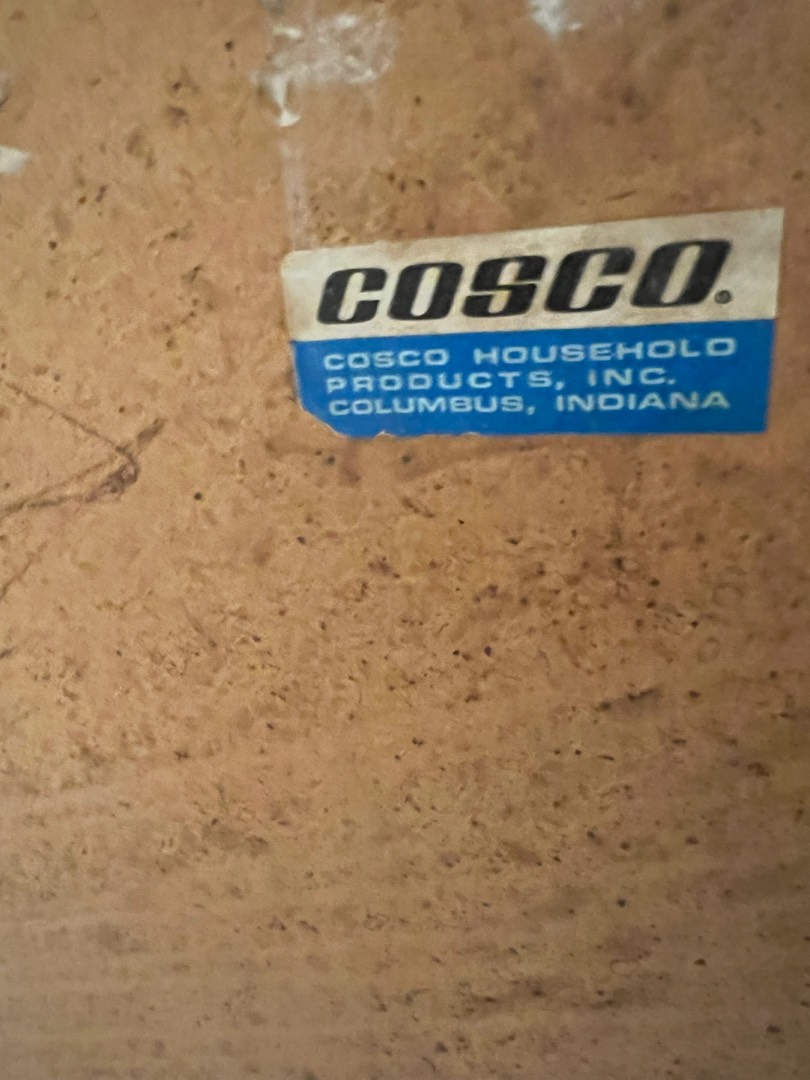 COSCO®
COSCO HOUSEHOLD
PRODUCTS, INC.
COLUMBUS, INDIANA